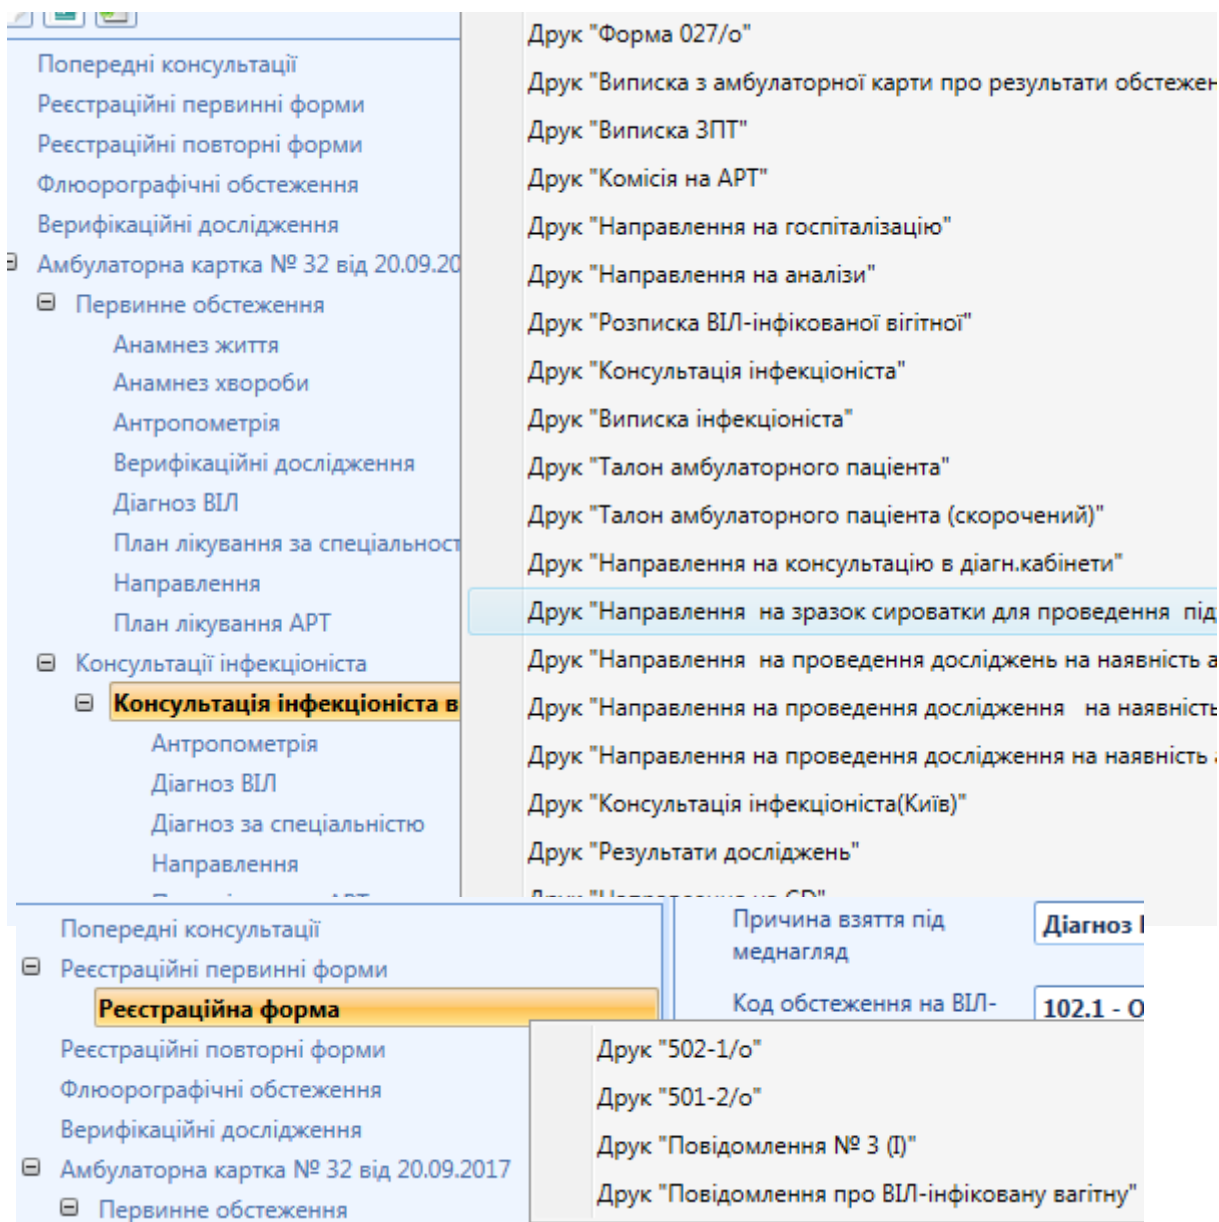 Попередні консультації
Реєстраційні первинні форми
Реєстраційні повторні форми
Флюорографічні обстеження
Верифікаційні дослідження
Амбулаторна картка № 32 від 20.09.20
Первинне обстеження
Анамнез життя
Анамнез хвороби
Антропометрія
Верифікаційні дослідження
Діагноз ВІЛ
План лікування за спеціальност
Направлення
План лікування АРТ
Консультації інфекціоніста
Консультація інфекціоніста в
Антропометрія
Діагноз ВІЛ
Діагноз за спеціальністю
Направлення
Друк "Форма 027/о"
Друк "Виписка з амбулаторної карти про результати обстежен
Друк "Виписка ЗПТ"
Друк "Комісія на АРТ"
Друк "Направлення на госпіталізацію"
Друк "Направлення на аналізи"
Друк "Розписка ВІЛ-інфікованої вігітної"
Друк "Консультація інфекціоніста"
Друк "Виписка інфекціоніста"
Друк "Талон амбулаторного паціента"
Друк "Талон амбулаторного паціента (скорочений)"
Друк "Направлення на консультацію в діагн.кабінети"
Друк "Направлення  на зразок сироватки для проведення  під
Друк "Направлення  на проведення досліджень на наявність а
Друк "Направлення на проведення дослідження   на наявність
Друк "Направлення на проведення дослідження на наявність а
Друк "Консультація інфекціоніста(Київ)"
Друк "Результати досліджень"
Попередні консультації
Реєстраційні первинні форми
Реєстраційна форма
Реєстраційні повторні форми
Флюорографічні обстеження
Верифікаційні дослідження
Амбулаторна картка № 32 від 20.09.2017
Первинне обстеження
Причина взяття під
меднагляд
Діагноз
Код обстеження на ВІЛ-
102.1 - О
Друк "502-1/о"
Друк "501-2/о"
Друк "Повідомлення № 3 (І)"
Друк "Повідомлення про ВІЛ-інфіковану вагітну"